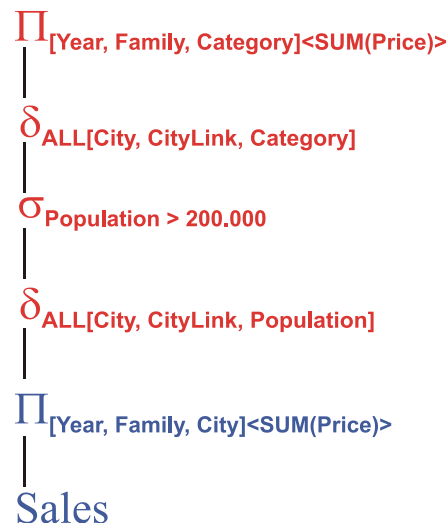 Π[Year, Family, Category]<SUM(Price)>
δALL[City, CityLink, Category]
σPopulation > 200.000
δALL[City, CityLink, Population]
Π[Year, Family, City]<SUM(Price)>
Sales